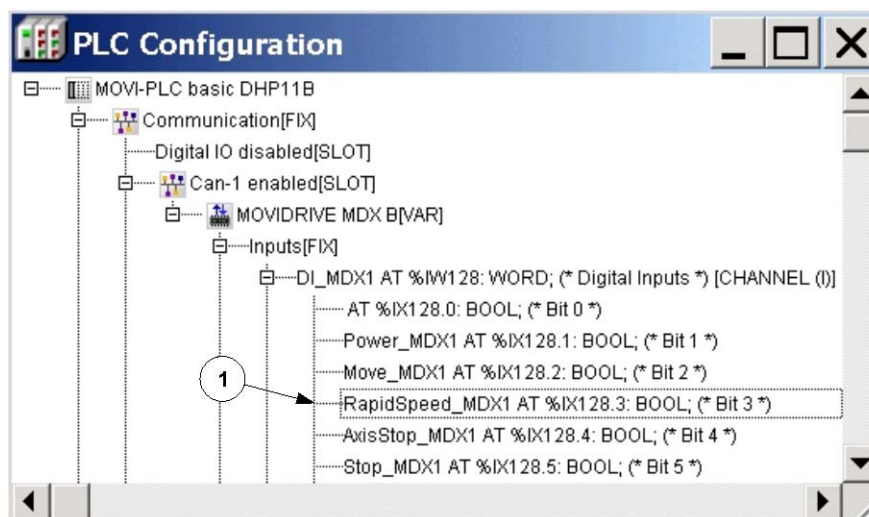 PLC Configuration
MOVI-PLC basic DHP11B
Communication[FIX]
Digital IO disabled[SLOT]
Can-1 enabled[SLOT]
MOVIDRIVE MDX B[VAR]
Inputs[FIX]
DI_MDX1 AT %IW128: WORD; (* Digital Inputs *) [CHANNEL (I)]
AT %IX128.0: BOOL; (* Bit 0 *)
Power_MDX1 AT %IX128.1: BOOL; (* Bit 1 *)
Move_MDX1 AT %IX128.2: BOOL; (* Bit 2 *)
1
RapidSpeed_MDX1 AT %IX128.3: BOOL; (* Bit 3 *)
AxisStop_MDX1 AT %IX128.4: BOOL; (* Bit 4 *)
Stop_MDX1 AT %IX128.5: BOOL; (* Bit 5 *)